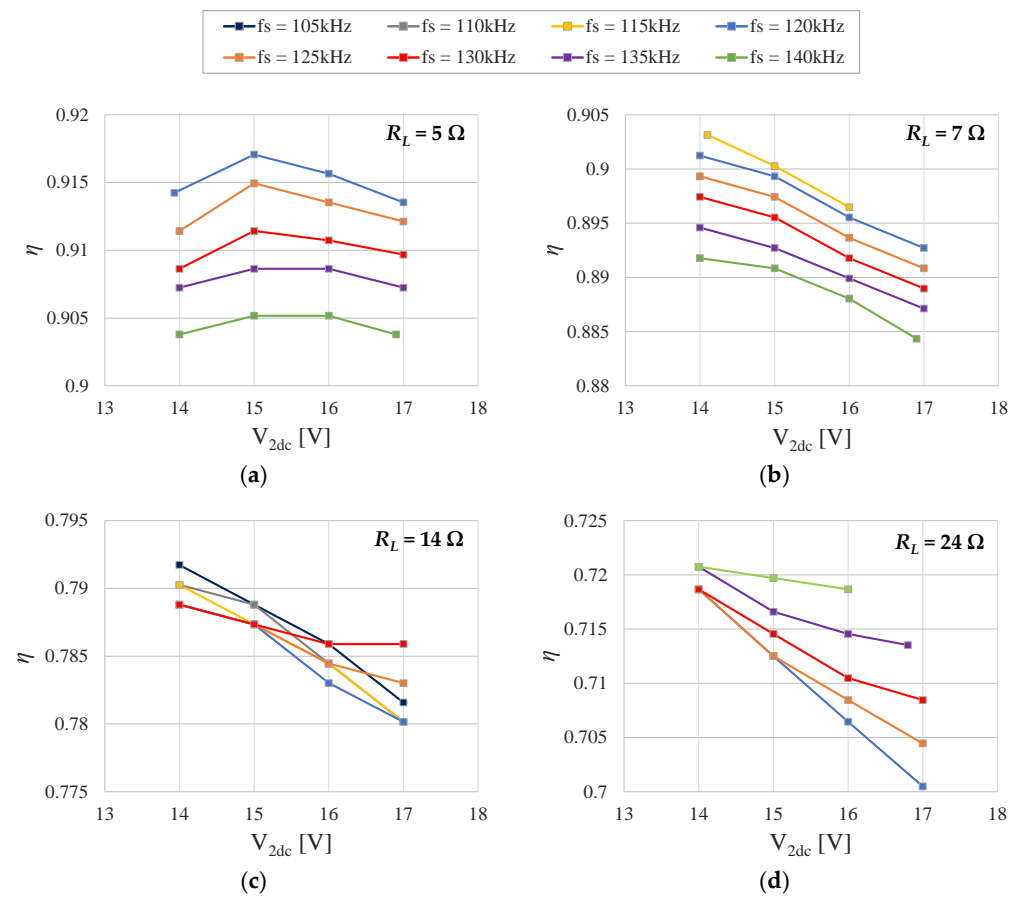 fs = 105kHz fs = 110kHz fs = 115kHz fs = 120kHz
fs = 125kHz fs = 130kHz fs = 135kHz fs = 140kHz
R_L = 5 Ω
0.92
0.915
0.91
0.905
0.9
η
13 14 15 16 17 18
V_2dc [V]
(a)
R_L = 7 Ω
0.905
0.9
0.895
0.89
0.885
0.88
η
13 14 15 16 17 18
V_2dc [V]
(b)
R_L = 14 Ω
0.795
0.79
0.785
0.78
0.775
η
13 14 15 16 17 18
V_2dc [V]
(c)
R_L = 24 Ω
0.725
0.72
0.715
0.71
0.705
0.7
η
13 14 15 16 17 18
V_2dc [V]
(d)